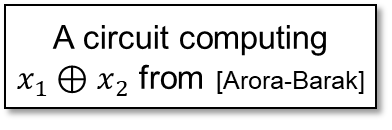 A circuit computing
𝑥₁ ⊕ 𝑥₂ from [Arora-Barak]